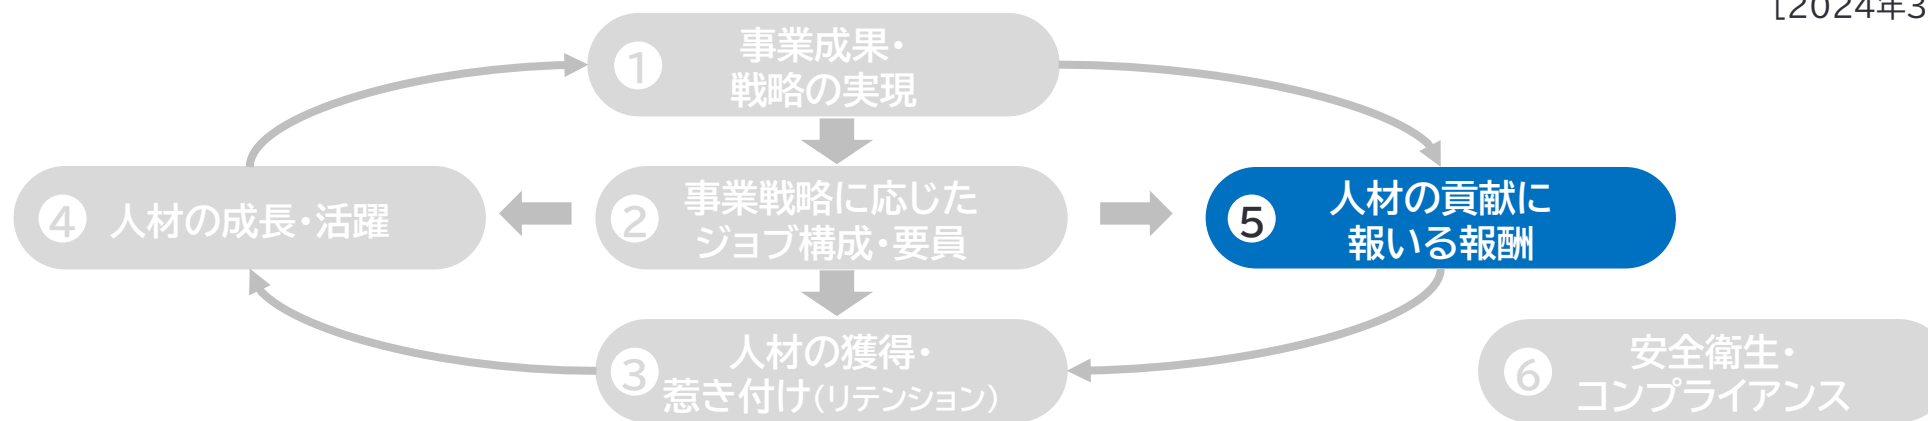 [2024年3
1 事業成果・
戦略の実現
4 人材の成長・活躍
2 事業戦略に応じた
ジョブ構成・要員
5 人材の貢献に
報いる報酬
3 人材の獲得・
惹き付け(リテンション)
6 安全衛生・
コンプライアンス